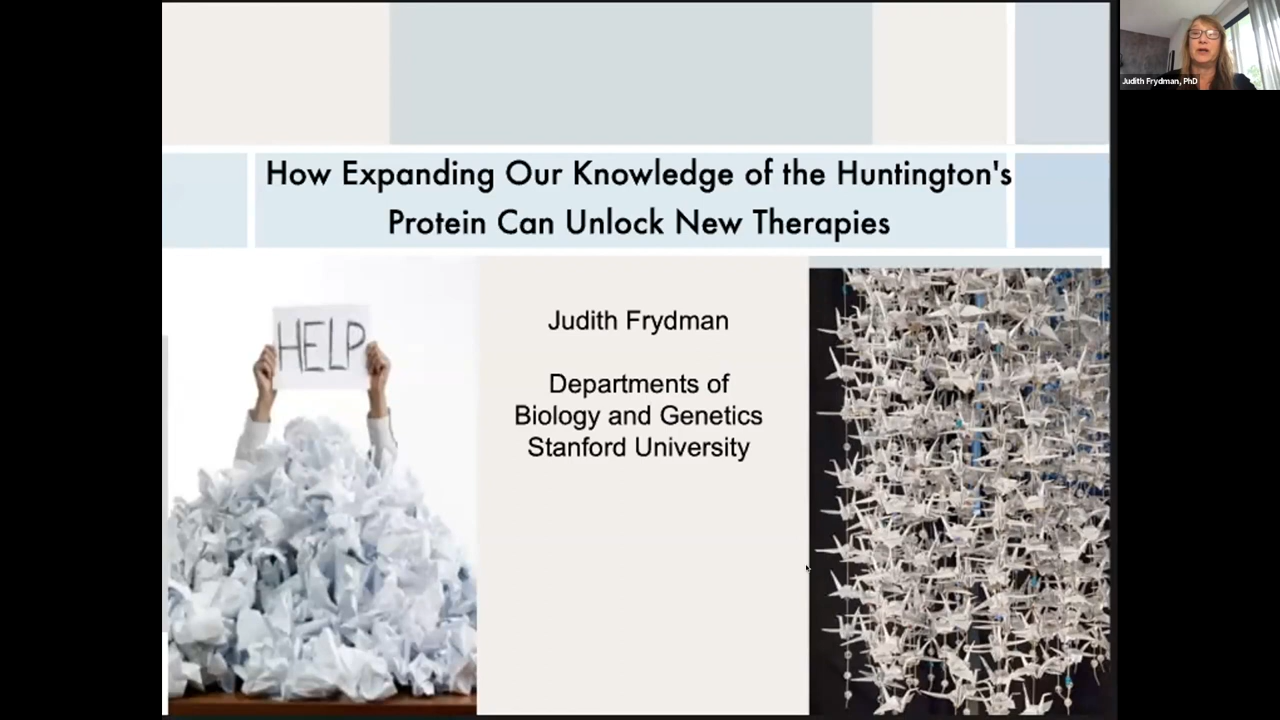 Judith Frydman, PhD
How Expanding Our Knowledge of the Huntington's
Protein Can Unlock New Therapies
HELP
Judith Frydman
Departments of
Biology and Genetics
Stanford University